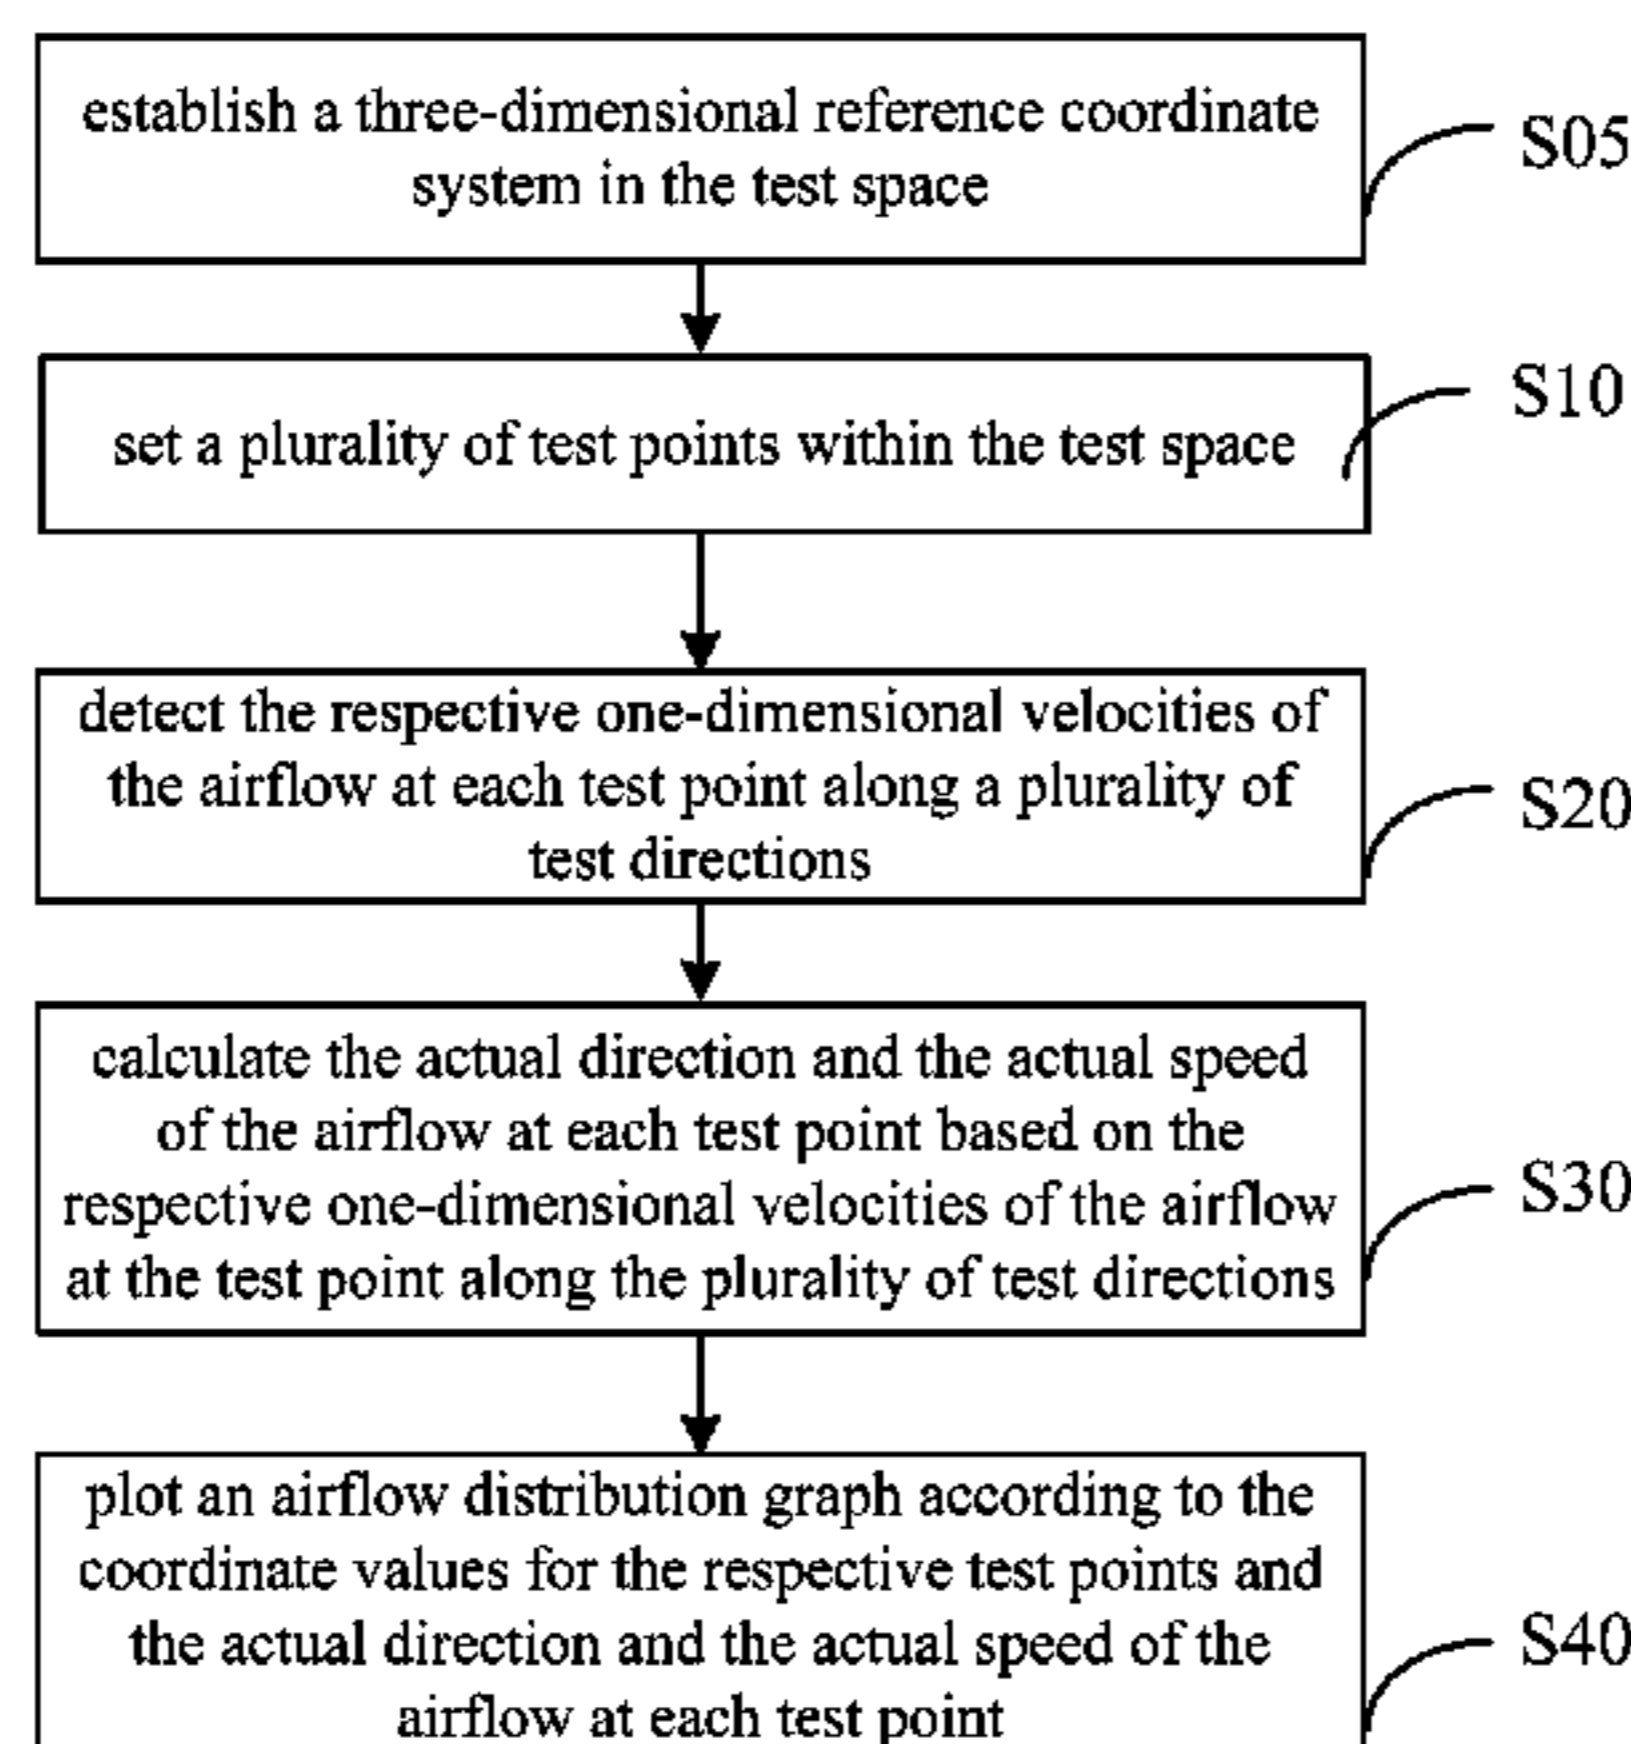 establish a three-dimensional reference coordinate
system in the test space
S05
set a plurality of test points within the test space
S10
detect the respective one-dimensional velocities of
the airflow at each test point along a plurality of
test directions
S20
calculate the actual direction and the actual speed
of the airflow at each test point based on the
respective one-dimensional velocities of the airflow
at the test point along the plurality of test directions
S30
plot an airflow distribution graph according to the
coordinate values for the respective test points and
the actual direction and the actual speed of the
airflow at each test point
S40